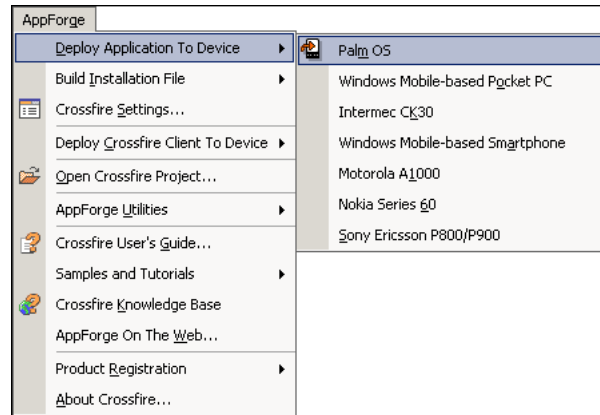 AppForge
Deploy Application To Device
Build Installation File
Crossfire Settings...
Deploy Crossfire Client To Device
Open Crossfire Project...
AppForge Utilities
Crossfire User's Guide...
Samples and Tutorials
Crossfire Knowledge Base
AppForge On The Web...
Product Registration
About Crossfire...
Palm OS
Windows Mobile-based Pocket PC
Intermec CK30
Windows Mobile-based Smartphone
Motorola A1000
Nokia Series 60
Sony Ericsson P800/P900